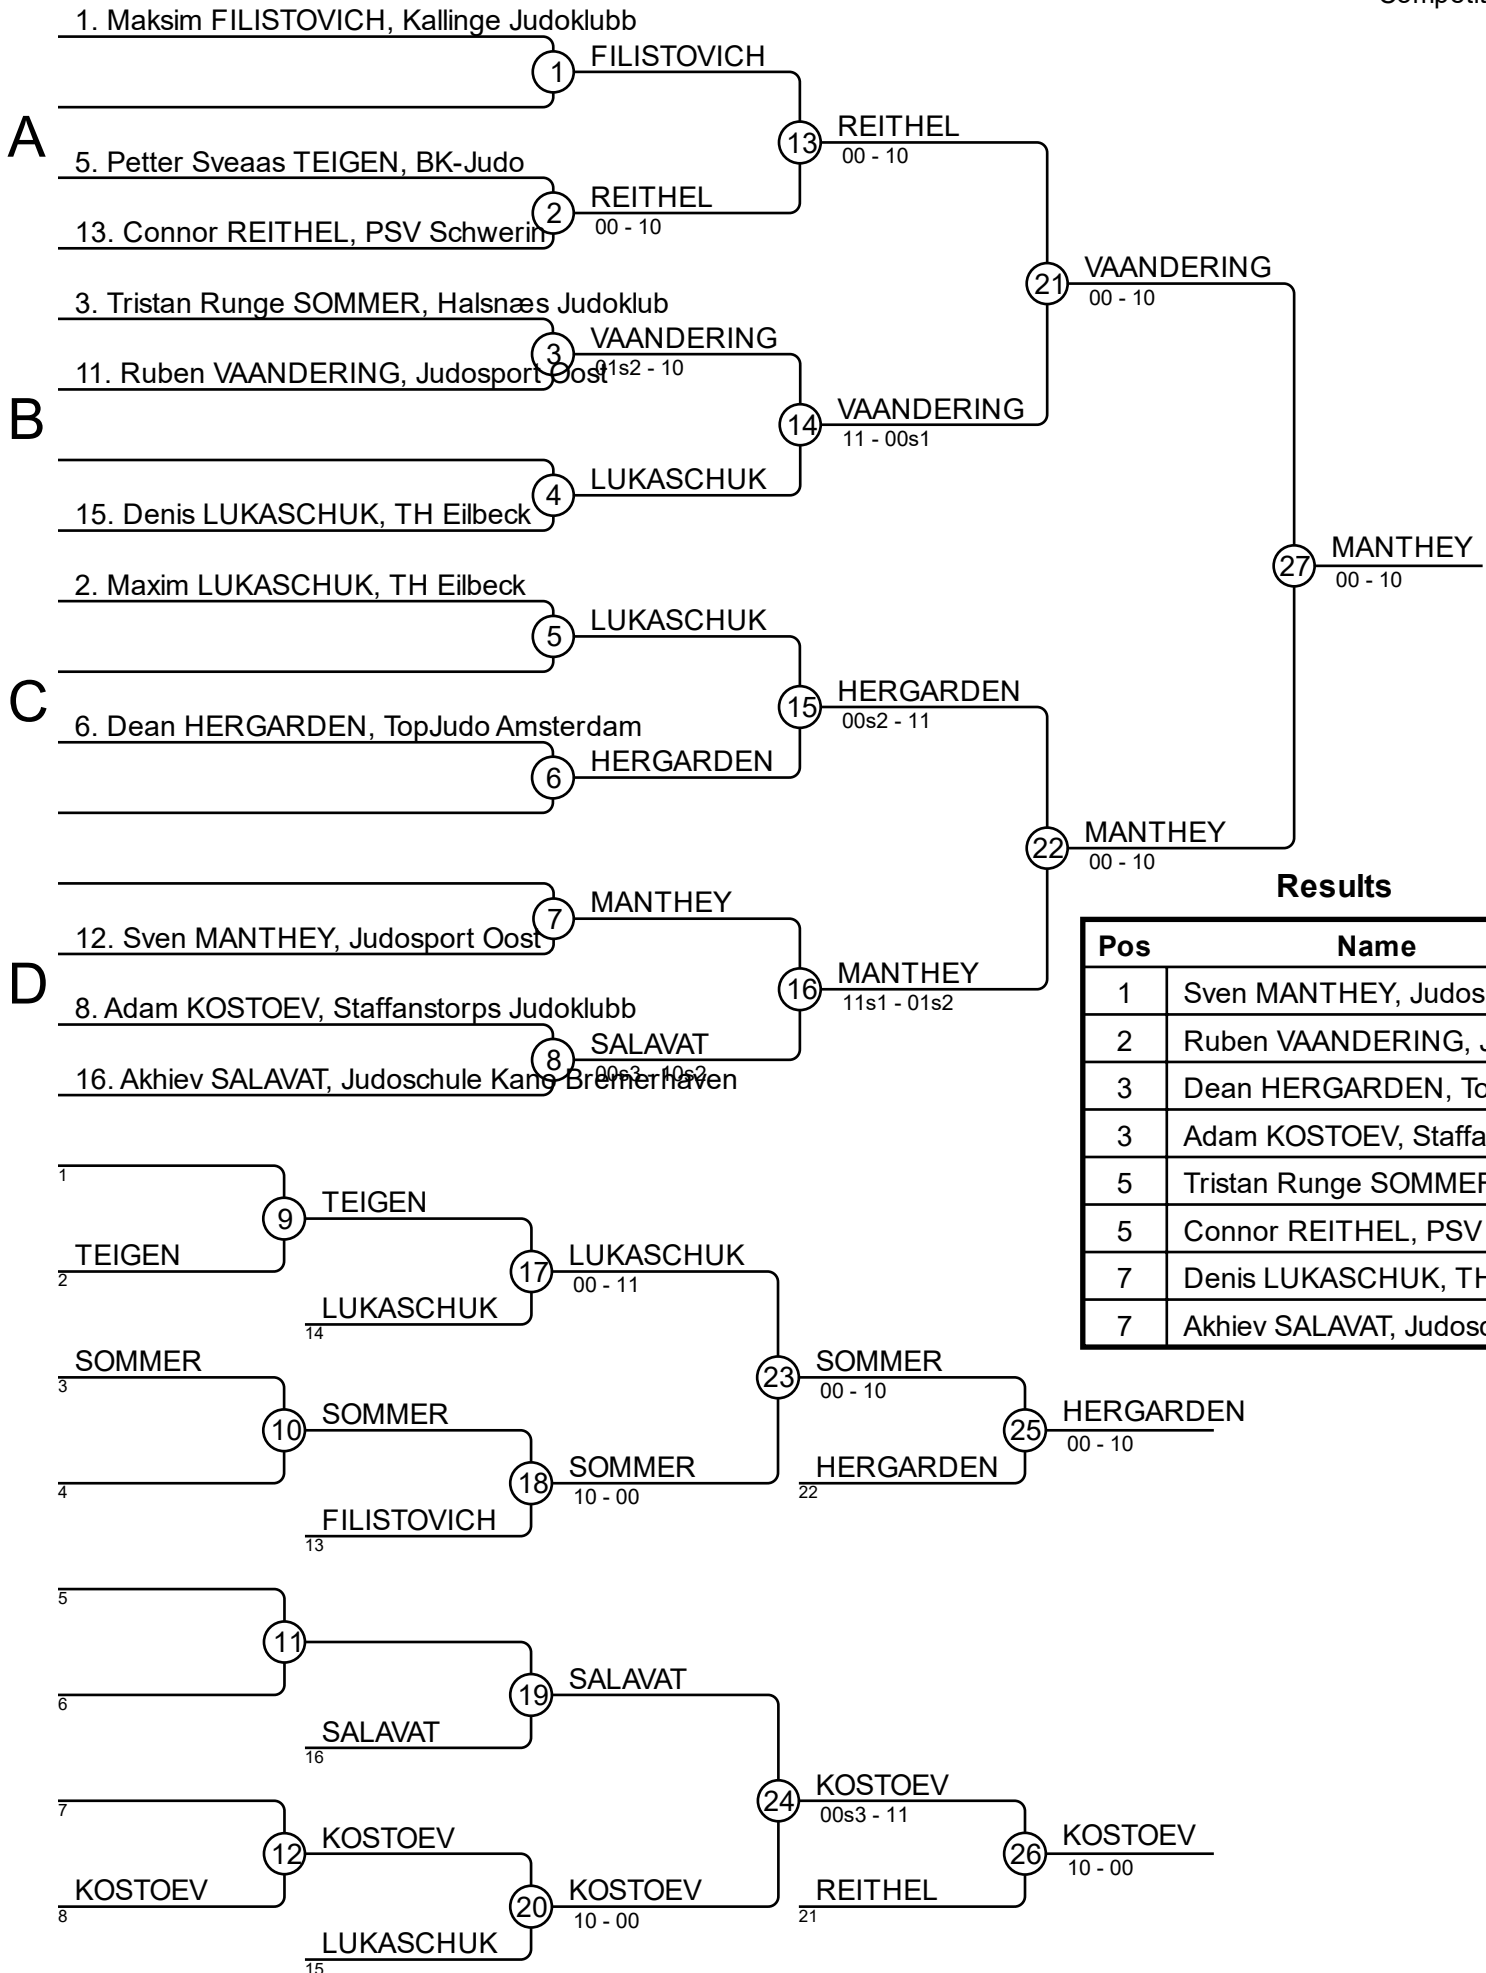 1. Maksim FILISTOVICH, Kallinge Judoklubb
1
FILISTOVICH
A
13
REITHEL
00 - 10
5. Petter Sveaas TEIGEN, BK-Judo
2
REITHEL
00 - 10
13. Connor REITHEL, PSV Schwerin
21
VAANDERING
00 - 10
3. Tristan Runge SOMMER, Halsnæs Judoklub
3
VAANDERING
01s2 - 10
11. Ruben VAANDERING, Judosport Oost
B
14
VAANDERING
11 - 00s1
4
LUKASCHUK
15. Denis LUKASCHUK, TH Eilbeck
27
MANTHEY
00 - 10
2. Maxim LUKASCHUK, TH Eilbeck
5
LUKASCHUK
C
15
HERGARDEN
00s2 - 11
6. Dean HERGARDEN, TopJudo Amsterdam
6
HERGARDEN
22
MANTHEY
00 - 10
7
MANTHEY
12. Sven MANTHEY, Judosport Oost
D
16
MANTHEY
11s1 - 01s2
8. Adam KOSTOEV, Staffanstorps Judoklubb
8
SALAVAT
00s3 - 10s2
16. Akhiev SALAVAT, Judoschule Kano Bremerhaven
Results
Pos Name
1 Sven MANTHEY, Judos
2 Ruben VAANDERING,
3 Dean HERGARDEN, To
3 Adam KOSTOEV, Staffa
5 Tristan Runge SOMMER
5 Connor REITHEL, PSV
7 Denis LUKASCHUK, TH
7 Akhiev SALAVAT, Judos
1
9
TEIGEN
TEIGEN
2
17
LUKASCHUK
00 - 11
LUKASCHUK
14
SOMMER
3
23
SOMMER
00 - 10
10
SOMMER
25
HERGARDEN
00 - 10
4
18
SOMMER
10 - 00
HERGARDEN
22
FILISTOVICH
13
5
11
6
19
SALAVAT
SALAVAT
16
7
24
KOSTOEV
00s3 - 11
12
KOSTOEV
26
KOSTOEV
10 - 00
KOSTOEV
8
20
KOSTOEV
10 - 00
REITHEL
21
LUKASCHUK
15